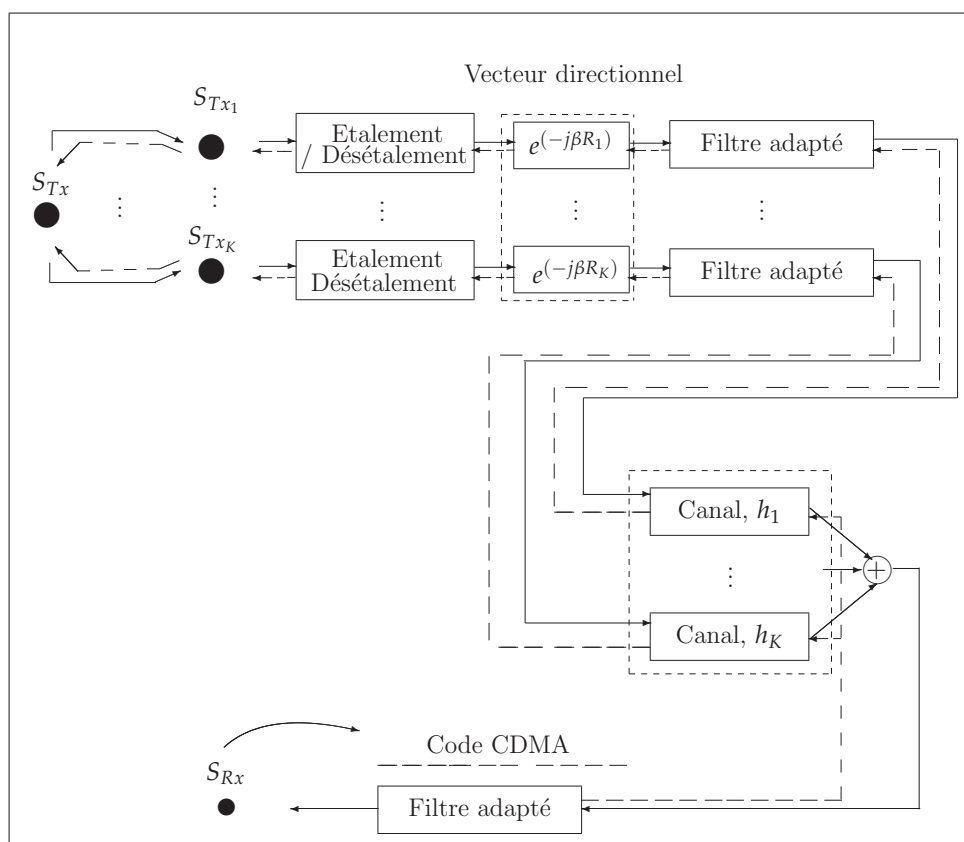 Vecteur directionnel
S_{Tx_1}
Etalement
/ Désétalement
e^{(-jβR_1)}
Filtre adapté
S_{Tx}
⋮ ⋮ ⋮ ⋮ ⋮
S_{Tx_K}
Etalement
Désétalement
e^{(-jβR_K)}
Filtre adapté
Canal, h_1
+
⋮
Canal, h_K
Code CDMA
S_{Rx}
Filtre adapté